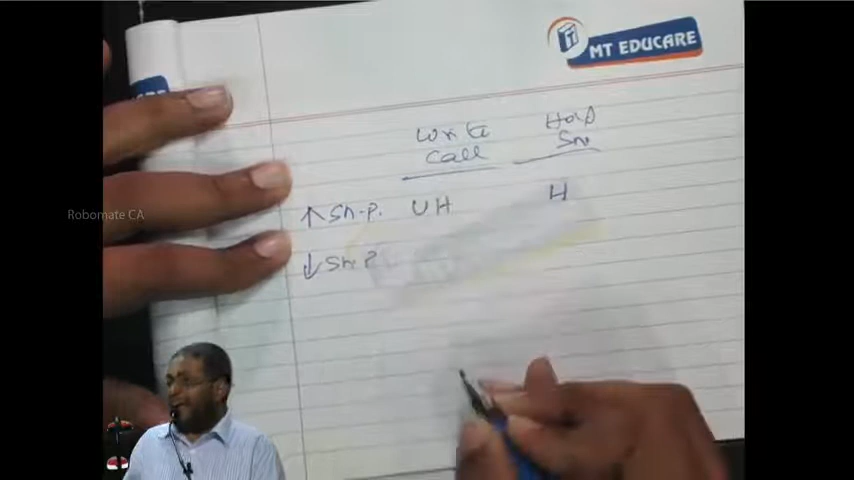 MT EDUCARE
Write Hold
Call Sh.
↑ Sh.P. UH H
↓ Sh P
Robomate CA